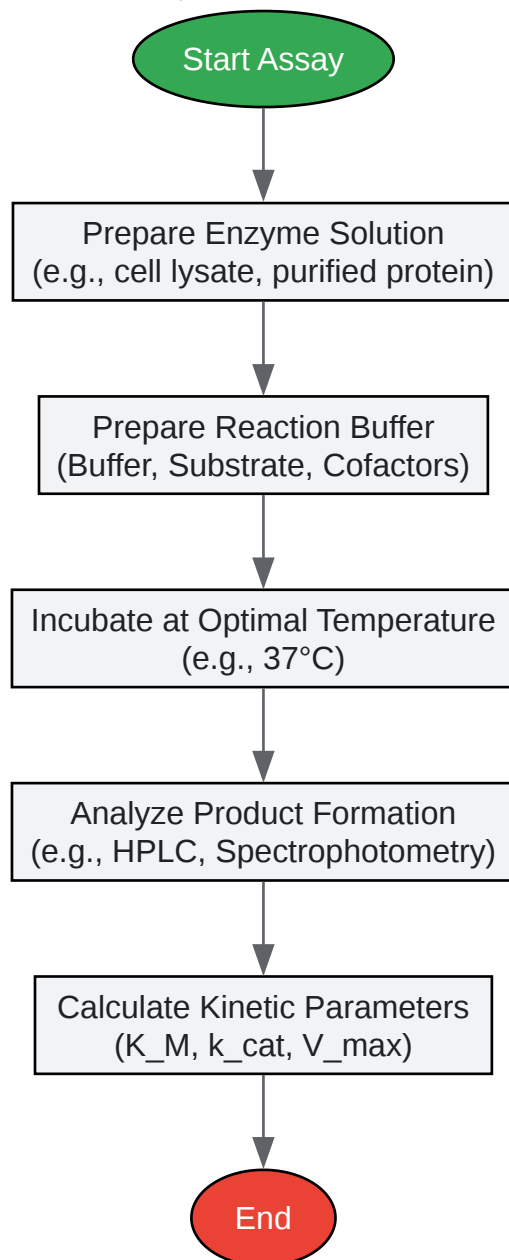 Start Assay
Prepare Enzyme Solution
(e.g., cell lysate, purified protein)
Prepare Reaction Buffer
(Buffer, Substrate, Cofactors)
Incubate at Optimal Temperature
(e.g., 37°C)
Analyze Product Formation
(e.g., HPLC, Spectrophotometry)
Calculate Kinetic Parameters
(K_M, k_cat, V_max)
End